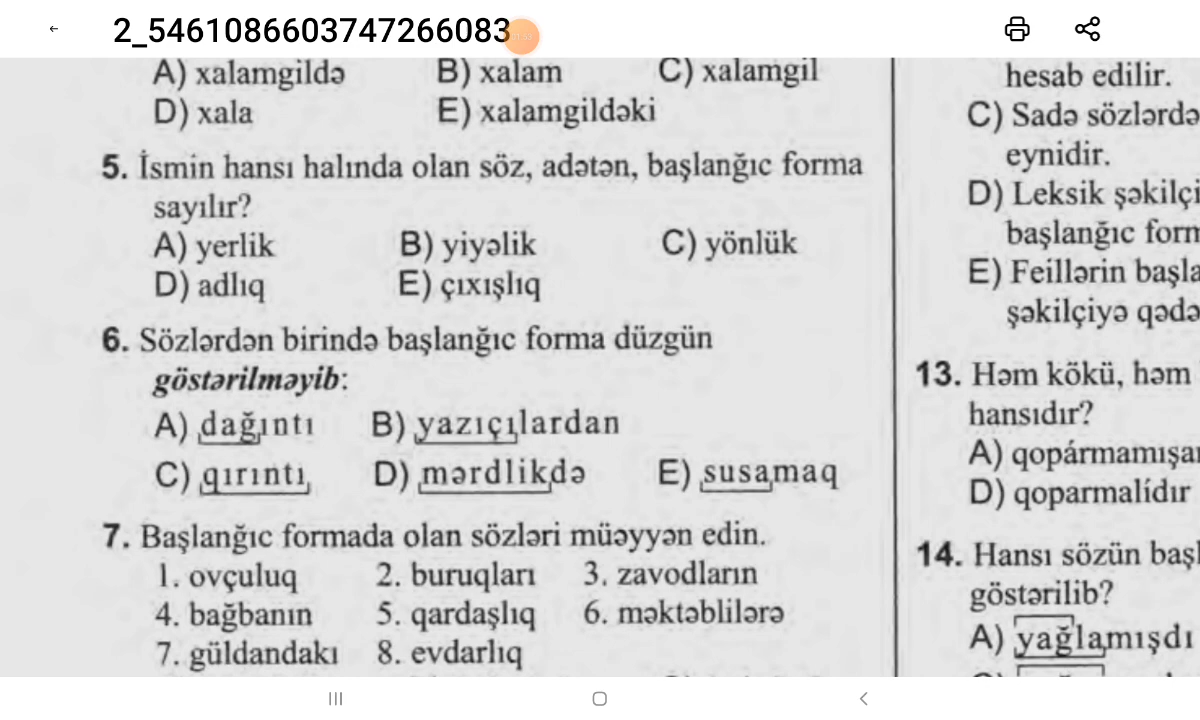 2_5461086603747266083
A) xalamgildə B) xalam C) xalamgil
D) xala E) xalamgildəki
5. İsmin hansı halında olan söz, adətən, başlanğıc forma
sayılır?
A) yerlik B) yiyəlik C) yönlük
D) adlıq E) çıxışlıq
6. Sözlərdən birində başlanğıc forma düzgün
göstərilməyib:
A) dağıntı B) yazıçılardan
C) qırıntı D) mərdlikdə E) susamaq
7. Başlanğıc formada olan sözləri müəyyən edin.
1. ovçuluq 2. buruqları 3. zavodların
4. bağbanın 5. qardaşlıq 6. məktəblilərə
7. güldandakı 8. evdarlıq
hesab edilir.
C) Sadə sözlərdə
eynidir.
D) Leksik şəkilçi
başlanğıc form
E) Feillərin başla
şəkilçiyə qədə
13. Həm kökü, həm
hansıdır?
A) qopármamışa
D) qoparmalídır
14. Hansı sözün başl
göstərilib?
A) yağlamışdı